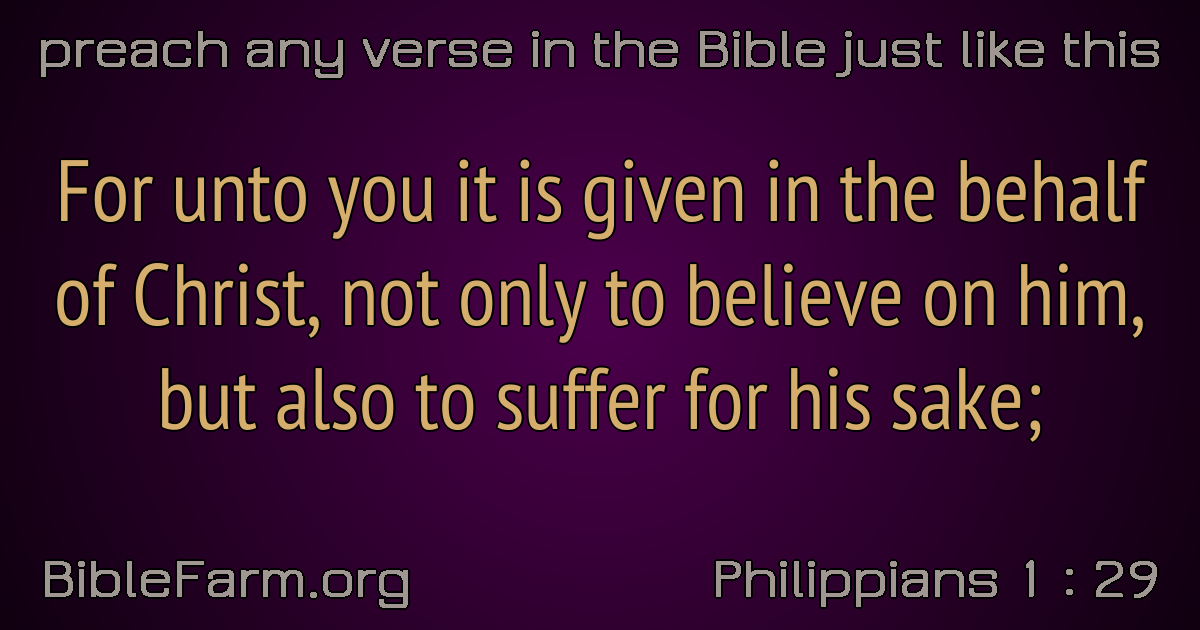 preach any verse in the Bible just like this
For unto you it is given in the behalf
of Christ, not only to believe on him,
but also to suffer for his sake;
BibleFarm.org
Philippians 1 : 29